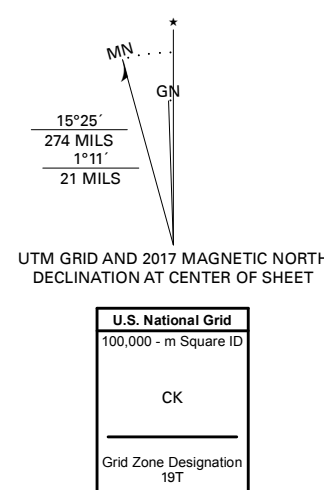 ★
MN
GN
15°25´
274 MILS
1°11´
21 MILS
UTM GRID AND 2017 MAGNETIC NORTH
DECLINATION AT CENTER OF SHEET
U.S. National Grid
100,000 - m Square ID
CK
Grid Zone Designation
19T